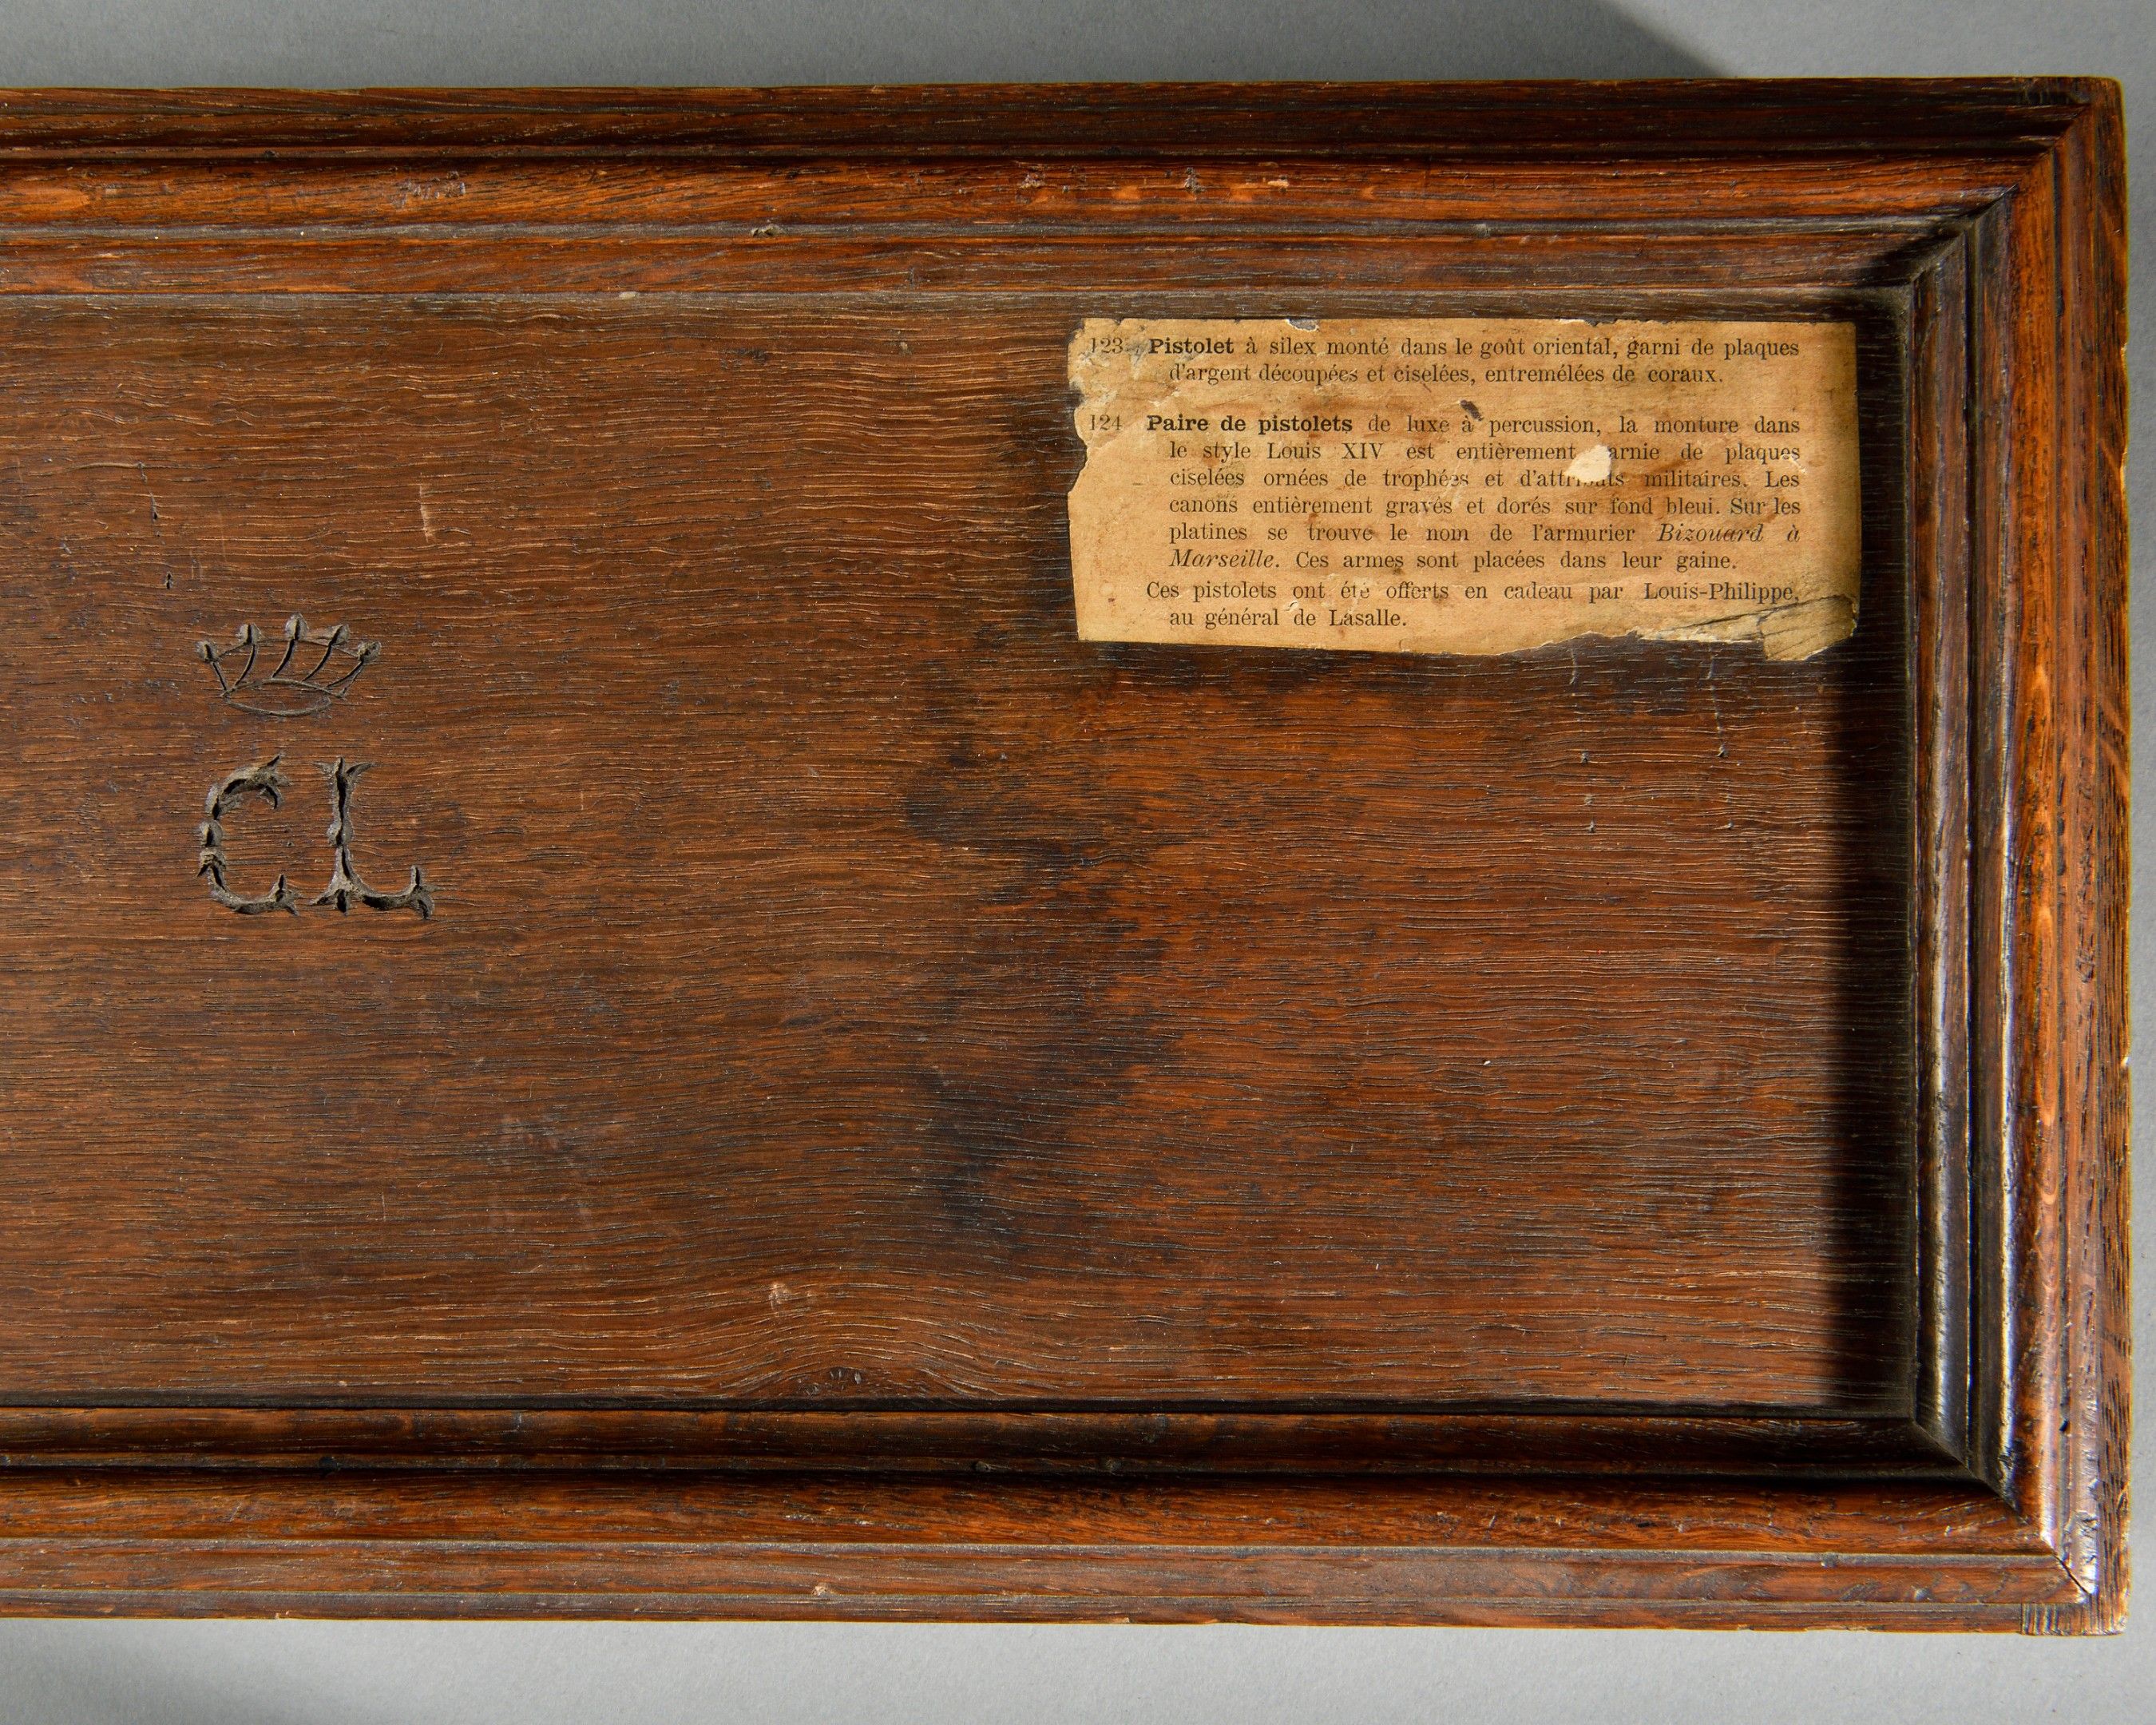 CL
123 Pistolet à silex monté dans le goût oriental, garni de plaques
d'argent découpées et ciselées, entremélées de coraux.
124 Paire de pistolets de luxe à percussion, la monture dans
le style Louis XIV est entièrement arnie de plaques
ciselées ornées de trophées et d'attributs militaires. Les
canons entièrement gravés et dorés sur fond bleui. Sur les
platines se trouve le nom de l'armurier Bizouard à
Marseille. Ces armes sont placées dans leur gaine.
Ces pistolets ont été offerts en cadeau par Louis-Philippe,
au général de Lasalle.